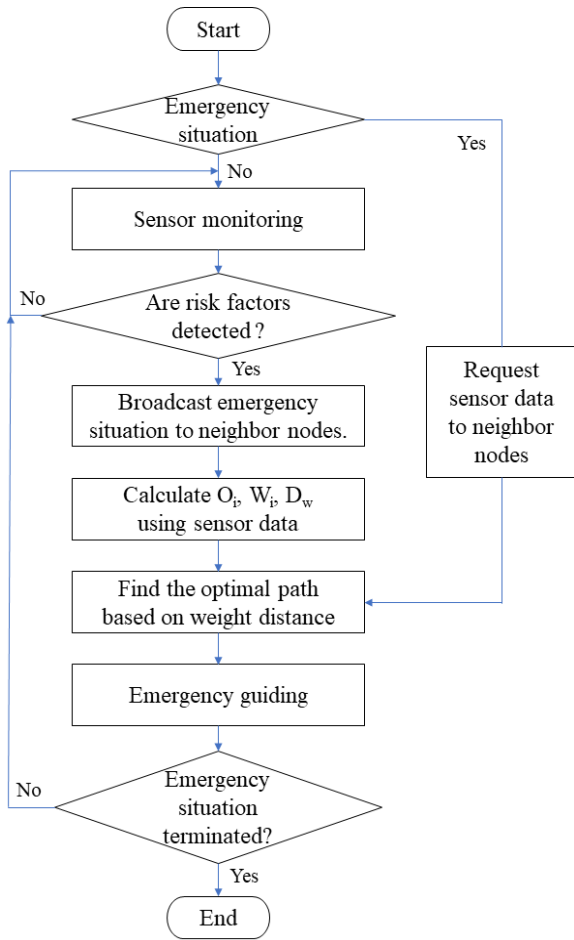 Start
Emergency
situation
Yes
No
Sensor monitoring
No
Are risk factors
detected ?
Yes
Request
sensor data
to neighbor
nodes
Broadcast emergency
situation to neighbor nodes.
Calculate Oi, Wi, Dw
using sensor data
Find the optimal path
based on weight distance
Emergency guiding
No
Emergency
situation
terminated?
Yes
End